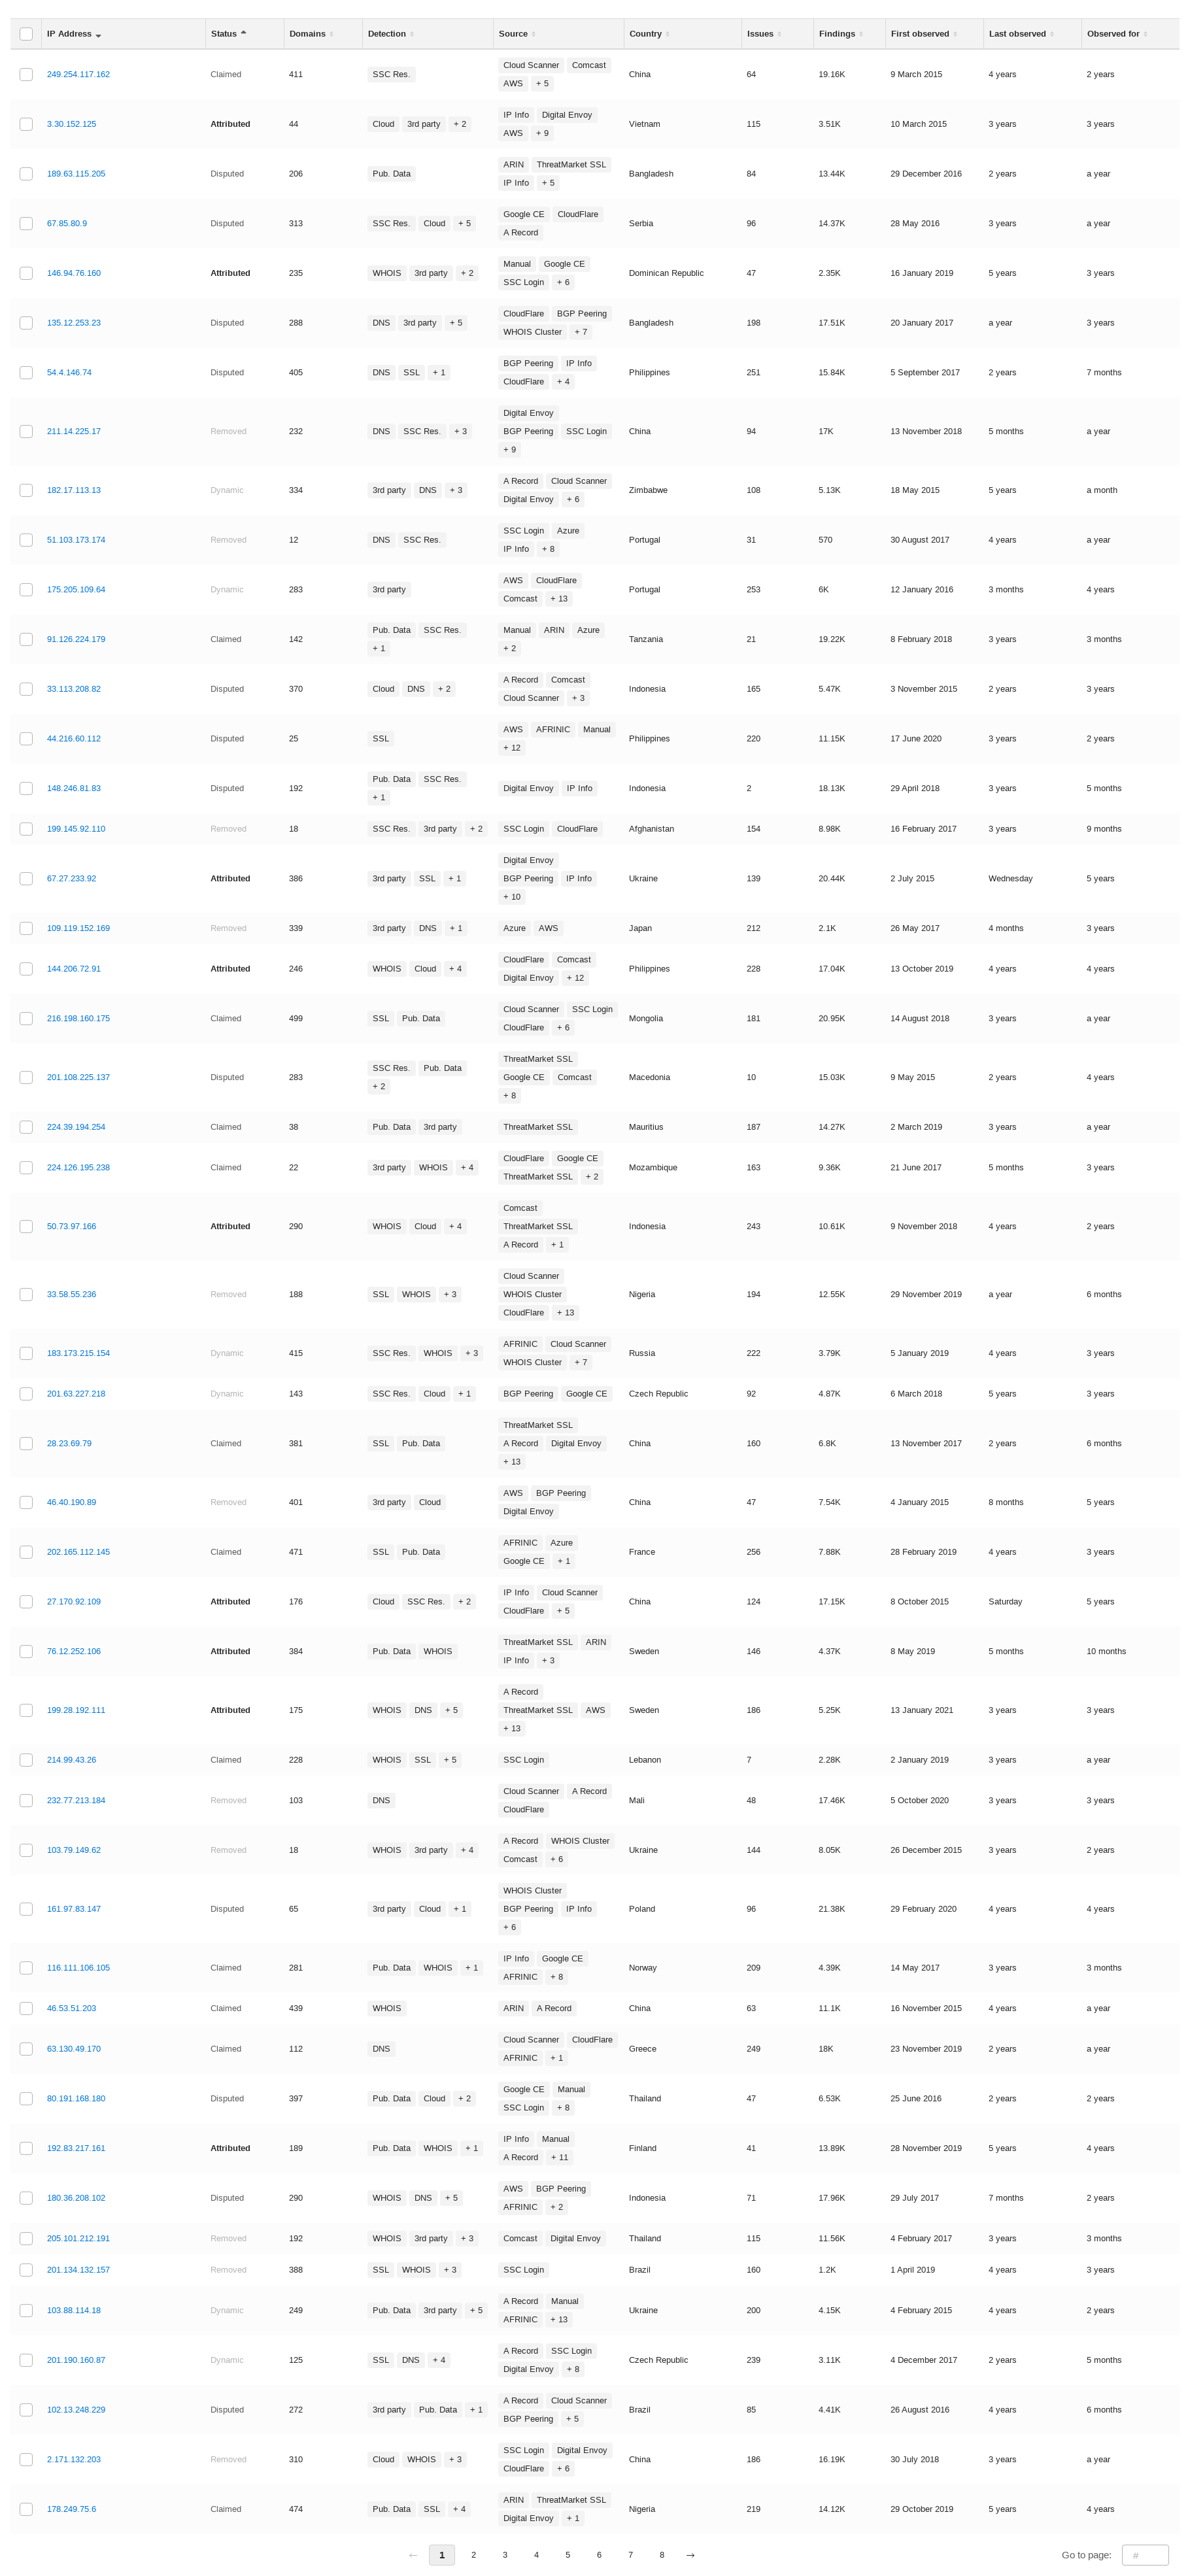 IP Address Status Domains Detection Source Country Issues Findings First observed Last observed Observed for
249.254.117.162 Claimed 411 SSC Res. Cloud Scanner Comcast AWS + 5 China 64 19.16K 9 March 2015 4 years 2 years
3.30.152.125 Attributed 44 Cloud 3rd party + 2 IP Info Digital Envoy AWS + 9 Vietnam 115 3.51K 10 March 2015 3 years 3 years
189.63.115.205 Disputed 206 Pub. Data ARIN ThreatMarket SSL IP Info + 5 Bangladesh 84 13.44K 29 December 2016 2 years a year
67.85.80.9 Disputed 313 SSC Res. Cloud + 5 Google CE CloudFlare A Record Serbia 96 14.37K 28 May 2016 3 years a year
146.94.76.160 Attributed 235 WHOIS 3rd party + 2 Manual Google CE SSC Login + 6 Dominican Republic 47 2.35K 16 January 2019 5 years 3 years
135.12.253.23 Disputed 288 DNS 3rd party + 5 CloudFlare BGP Peering WHOIS Cluster + 7 Bangladesh 198 17.51K 20 January 2017 a year 3 years
54.4.146.74 Disputed 405 DNS SSL + 1 BGP Peering IP Info CloudFlare + 4 Philippines 251 15.84K 5 September 2017 2 years 7 months
211.14.225.17 Removed 232 DNS SSC Res. + 3 Digital Envoy BGP Peering SSC Login + 9 China 94 17K 13 November 2018 5 months a year
182.17.113.13 Dynamic 334 3rd party DNS + 3 A Record Cloud Scanner Digital Envoy + 6 Zimbabwe 108 5.13K 18 May 2015 5 years a month
51.103.173.174 Removed 12 DNS SSC Res. SSC Login Azure IP Info + 8 Portugal 31 570 30 August 2017 4 years a year
175.205.109.64 Dynamic 283 3rd party AWS CloudFlare Comcast + 13 Portugal 253 6K 12 January 2016 3 months 4 years
91.126.224.179 Claimed 142 Pub. Data SSC Res. + 1 Manual ARIN Azure + 2 Tanzania 21 19.22K 8 February 2018 3 years 3 months
33.113.208.82 Disputed 370 Cloud DNS + 2 A Record Comcast Cloud Scanner + 3 Indonesia 165 5.47K 3 November 2015 2 years 3 years
44.216.60.112 Disputed 25 SSL AWS AFRINIC Manual + 12 Philippines 220 11.15K 17 June 2020 3 years 2 years
148.246.81.83 Disputed 192 Pub. Data SSC Res. + 1 Digital Envoy IP Info Indonesia 2 18.13K 29 April 2018 3 years 5 months
199.145.92.110 Removed 18 SSC Res. 3rd party + 2 SSC Login CloudFlare Afghanistan 154 8.98K 16 February 2017 3 years 9 months
67.27.233.92 Attributed 386 3rd party SSL + 1 Digital Envoy BGP Peering IP Info + 10 Ukraine 139 20.44K 2 July 2015 Wednesday 5 years
109.119.152.169 Removed 339 3rd party DNS + 1 Azure AWS Japan 212 2.1K 26 May 2017 4 months 3 years
144.206.72.91 Attributed 246 WHOIS Cloud + 4 CloudFlare Comcast Digital Envoy + 12 Philippines 228 17.04K 13 October 2019 4 years 4 years
216.198.160.175 Claimed 499 SSL Pub. Data Cloud Scanner SSC Login CloudFlare + 6 Mongolia 181 20.95K 14 August 2018 3 years a year
201.108.225.137 Disputed 283 SSC Res. Pub. Data + 2 ThreatMarket SSL Google CE Comcast + 8 Macedonia 10 15.03K 9 May 2015 2 years 4 years
224.39.194.254 Claimed 38 Pub. Data 3rd party ThreatMarket SSL Mauritius 187 14.27K 2 March 2019 3 years a year
224.126.195.238 Claimed 22 3rd party WHOIS + 4 CloudFlare Google CE ThreatMarket SSL + 2 Mozambique 163 9.36K 21 June 2017 5 months 3 years
50.73.97.166 Attributed 290 WHOIS Cloud + 4 Comcast ThreatMarket SSL A Record + 1 Indonesia 243 10.61K 9 November 2018 4 years 2 years
33.58.55.236 Removed 188 SSL WHOIS + 3 Cloud Scanner WHOIS Cluster CloudFlare + 13 Nigeria 194 12.55K 29 November 2019 a year 6 months
183.173.215.154 Dynamic 415 SSC Res. WHOIS + 3 AFRINIC Cloud Scanner WHOIS Cluster + 7 Russia 222 3.79K 5 January 2019 4 years 3 years
201.63.227.218 Dynamic 143 SSC Res. Cloud + 1 BGP Peering Google CE Czech Republic 92 4.87K 6 March 2018 5 years 3 years
28.23.69.79 Claimed 381 SSL Pub. Data ThreatMarket SSL A Record Digital Envoy + 13 China 160 6.8K 13 November 2017 2 years 6 months
46.40.190.89 Removed 401 3rd party Cloud AWS BGP Peering Digital Envoy China 47 7.54K 4 January 2015 8 months 5 years
202.165.112.145 Claimed 471 SSL Pub. Data AFRINIC Azure Google CE + 1 France 256 7.88K 28 February 2019 4 years 3 years
27.170.92.109 Attributed 176 Cloud SSC Res. + 2 IP Info Cloud Scanner CloudFlare + 5 China 124 17.15K 8 October 2015 Saturday 5 years
76.12.252.106 Attributed 384 Pub. Data WHOIS ThreatMarket SSL ARIN IP Info + 3 Sweden 146 4.37K 8 May 2019 5 months 10 months
199.28.192.111 Attributed 175 WHOIS DNS + 5 A Record ThreatMarket SSL AWS + 13 Sweden 186 5.25K 13 January 2021 3 years 3 years
214.99.43.26 Claimed 228 WHOIS SSL + 5 SSC Login Lebanon 7 2.28K 2 January 2019 3 years a year
232.77.213.184 Removed 103 DNS Cloud Scanner A Record CloudFlare Mali 48 17.46K 5 October 2020 3 years 3 years
103.79.149.62 Removed 18 WHOIS 3rd party + 4 A Record WHOIS Cluster Comcast + 6 Ukraine 144 8.05K 26 December 2015 3 years 2 years
161.97.83.147 Disputed 65 3rd party Cloud + 1 WHOIS Cluster BGP Peering IP Info + 6 Poland 96 21.38K 29 February 2020 4 years 4 years
116.111.106.105 Claimed 281 Pub. Data WHOIS + 1 IP Info Google CE AFRINIC + 8 Norway 209 4.39K 14 May 2017 3 years 3 months
46.53.51.203 Claimed 439 WHOIS ARIN A Record China 63 11.1K 16 November 2015 4 years a year
63.130.49.170 Claimed 112 DNS Cloud Scanner CloudFlare AFRINIC + 1 Greece 249 18K 23 November 2019 2 years a year
80.191.168.180 Disputed 397 Pub. Data Cloud + 2 Google CE Manual SSC Login + 8 Thailand 47 6.53K 25 June 2016 2 years 2 years
192.83.217.161 Attributed 189 Pub. Data WHOIS + 1 IP Info Manual A Record + 11 Finland 41 13.89K 28 November 2019 5 years 4 years
180.36.208.102 Disputed 290 WHOIS DNS + 5 AWS BGP Peering AFRINIC + 2 Indonesia 71 17.96K 29 July 2017 7 months 2 years
205.101.212.191 Removed 192 WHOIS 3rd party + 3 Comcast Digital Envoy Thailand 115 11.56K 4 February 2017 3 years 3 months
201.134.132.157 Removed 388 SSL WHOIS + 3 SSC Login Brazil 160 1.2K 1 April 2019 4 years 3 years
103.88.114.18 Dynamic 249 Pub. Data 3rd party + 5 A Record Manual AFRINIC + 13 Ukraine 200 4.15K 4 February 2015 4 years 2 years
201.190.160.87 Dynamic 125 SSL DNS + 4 A Record SSC Login Digital Envoy + 8 Czech Republic 239 3.11K 4 December 2017 2 years 5 months
102.13.248.229 Disputed 272 3rd party Pub. Data + 1 A Record Cloud Scanner BGP Peering + 5 Brazil 85 4.41K 26 August 2016 4 years 6 months
2.171.132.203 Removed 310 Cloud WHOIS + 3 SSC Login Digital Envoy CloudFlare + 6 China 186 16.19K 30 July 2018 3 years a year
178.249.75.6 Claimed 474 Pub. Data SSL + 4 ARIN ThreatMarket SSL Digital Envoy + 1 Nigeria 219 14.12K 29 October 2019 5 years 4 years
← 1 2 3 4 5 6 7 8 → Go to page: #